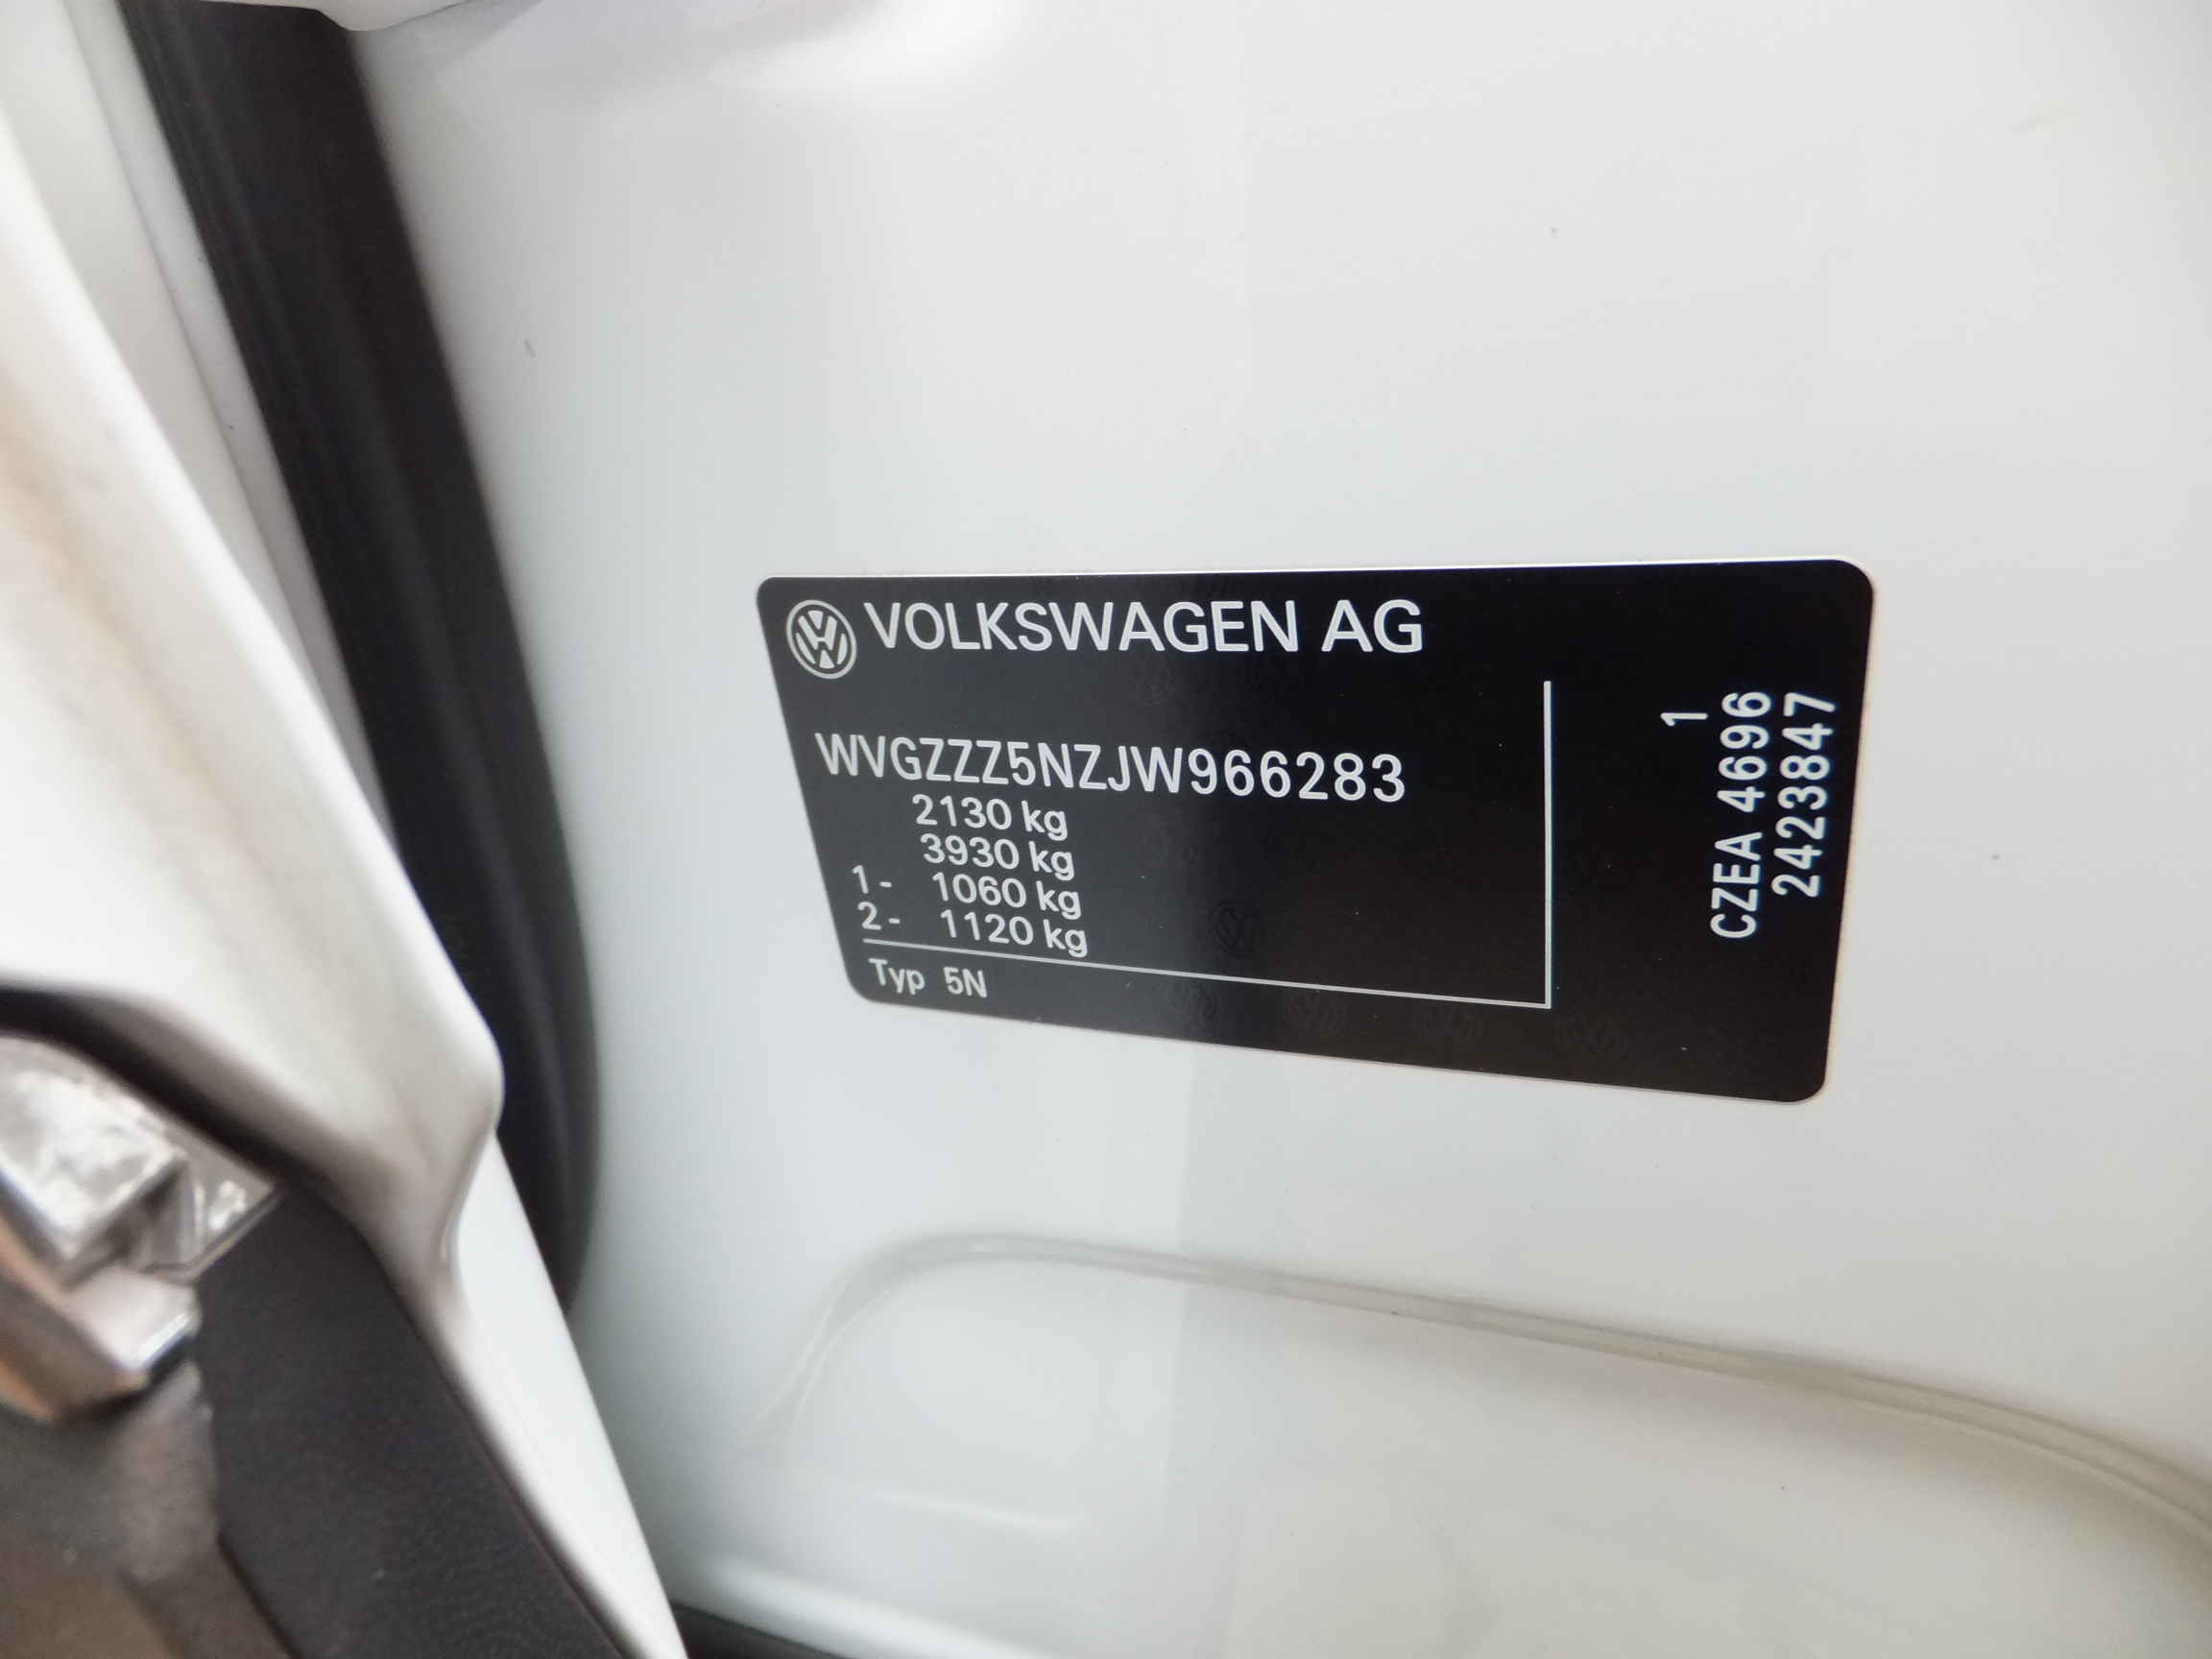 VOLKSWAGEN AG
WVGZZZ5NZJW966283
2130 kg
3930 kg
1- 1060 kg
2- 1120 kg
Typ 5N
1
CZEA 4696
2423847